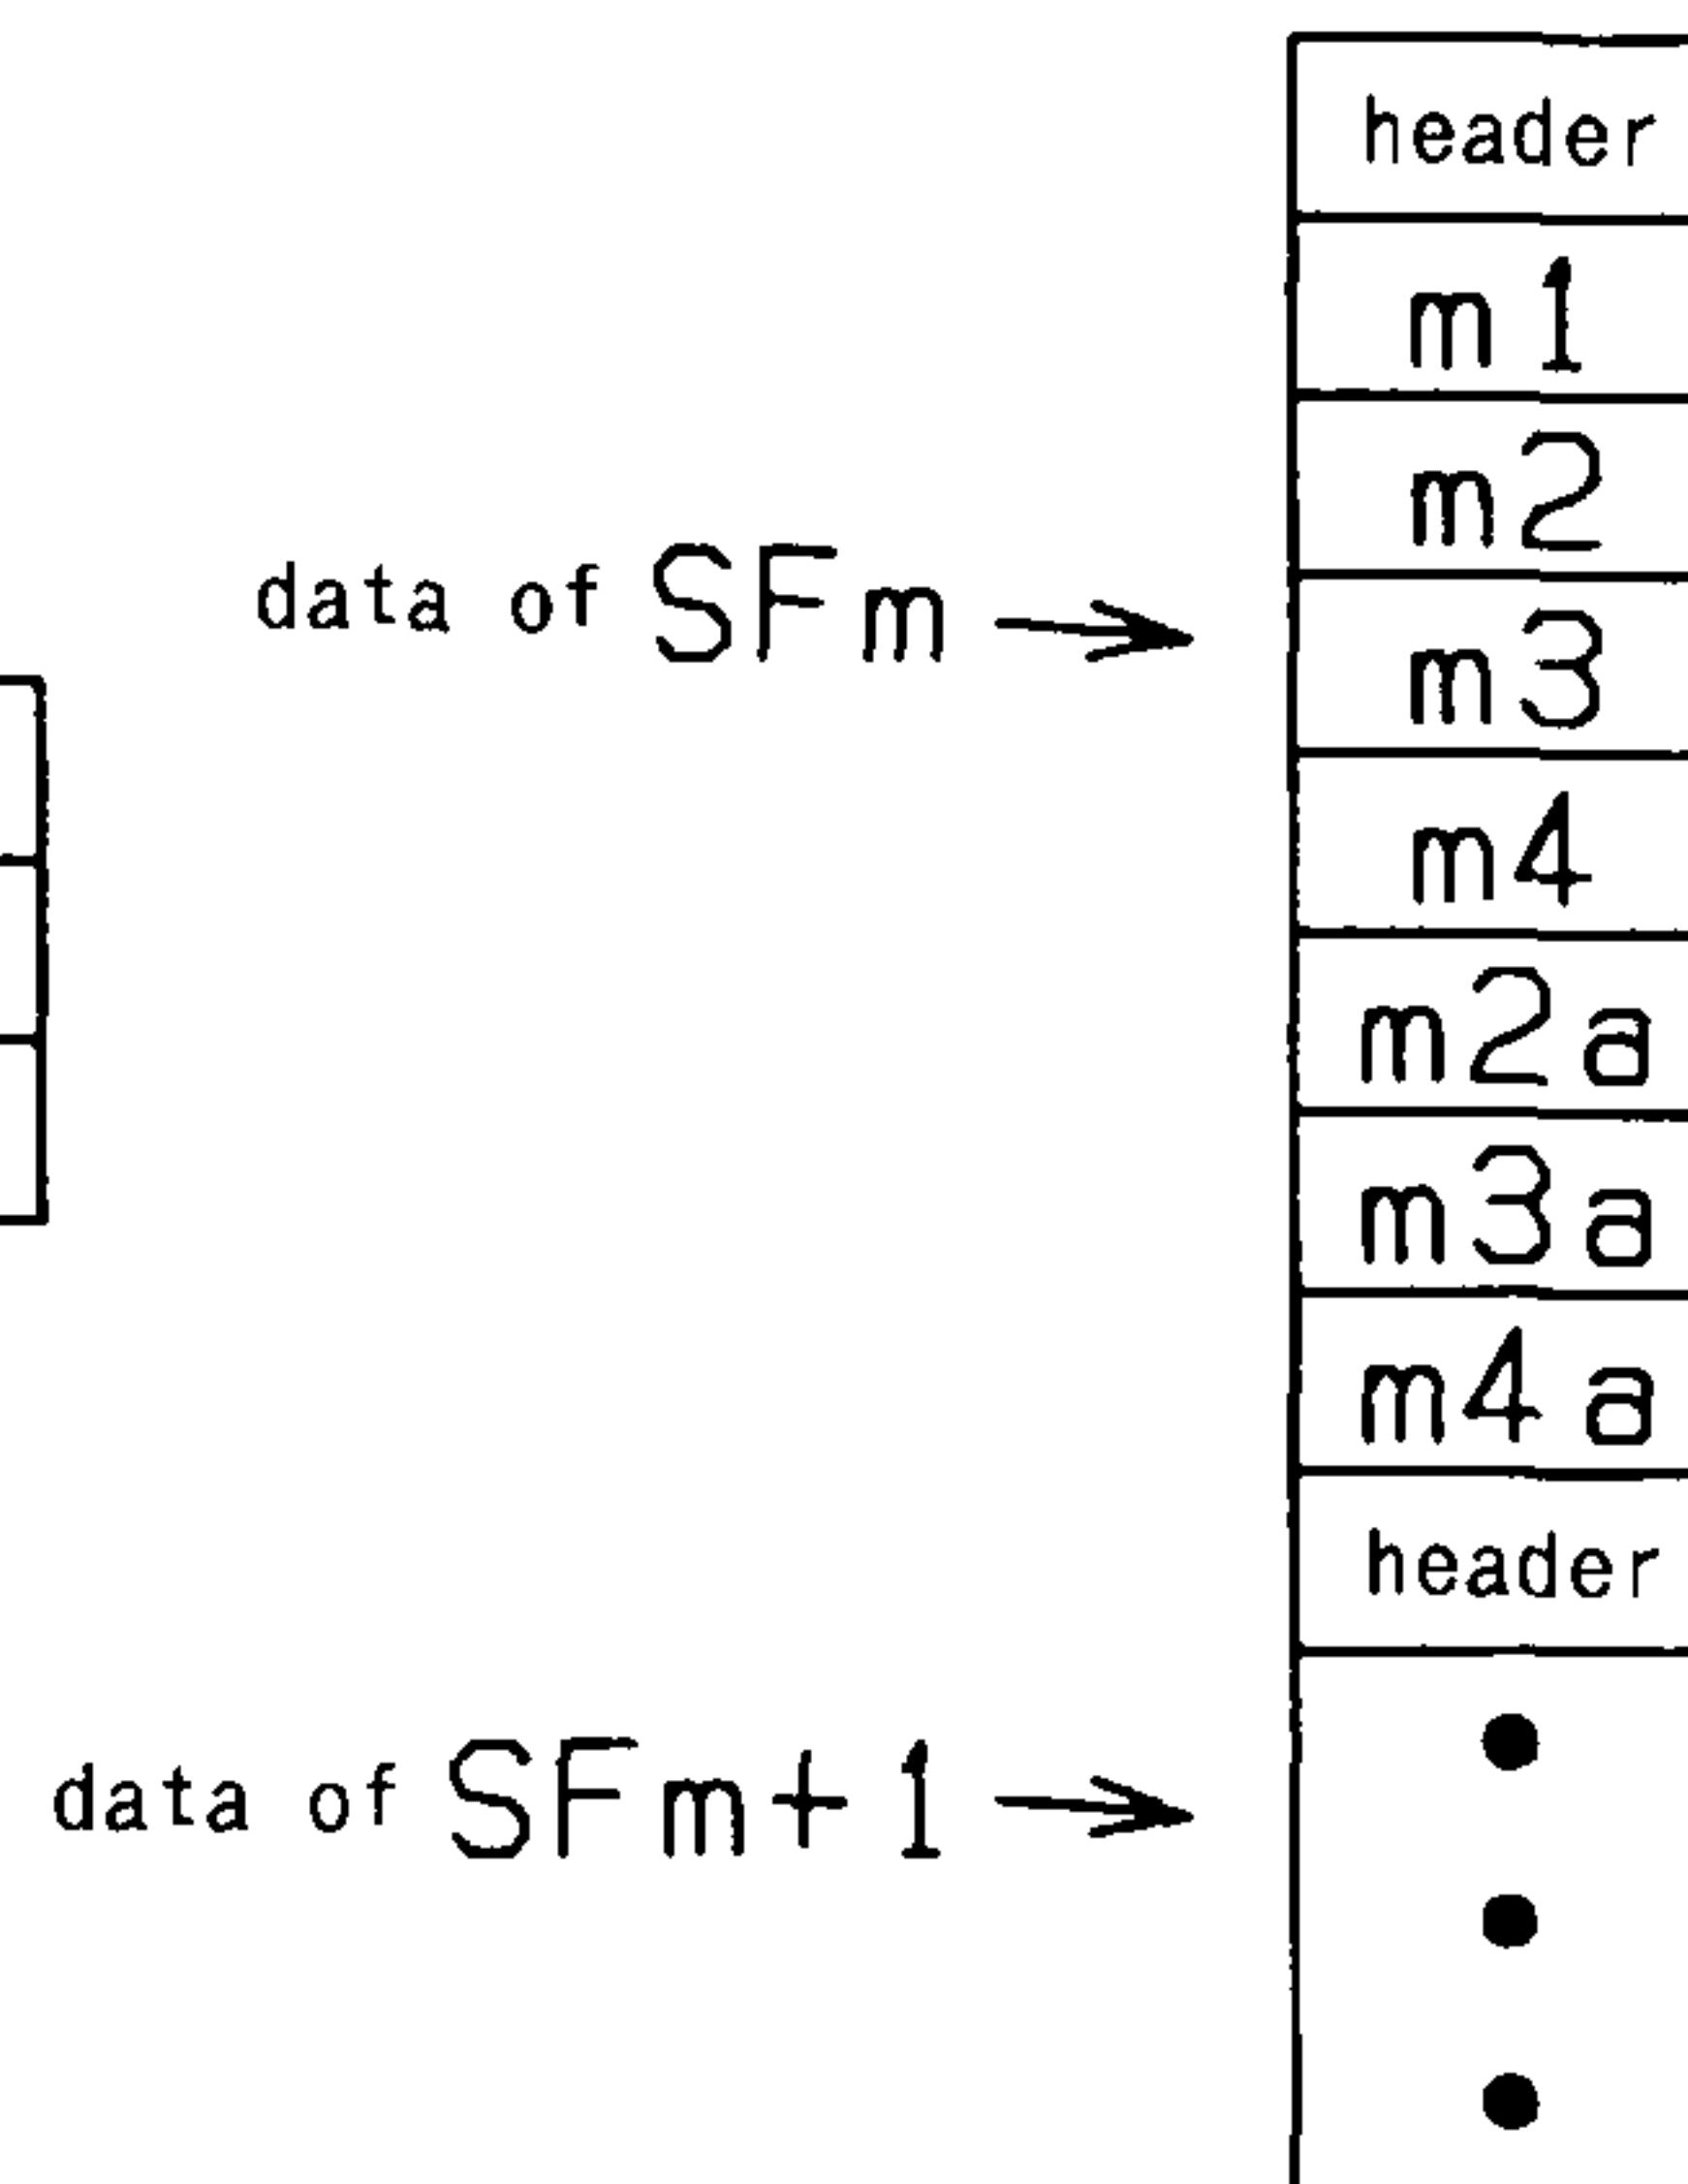 header
m1
m2
data of SFm
m3
m4
m2a
m3a
m4a
header
data of SFm+1